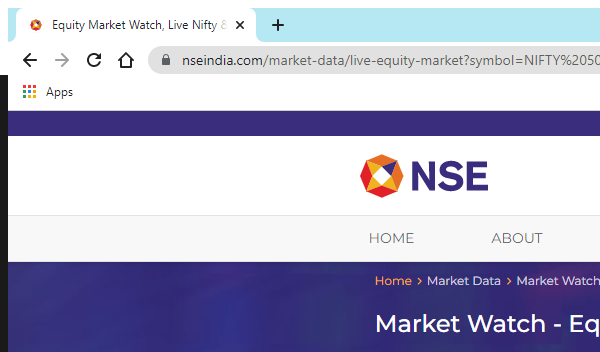 Equity Market Watch, Live Nifty
nseindia.com/market-data/live-equity-market?symbol=NIFTY%2050
Apps
NSE
HOME ABOUT
Home > Market Data > Market Watch
Market Watch - Eq